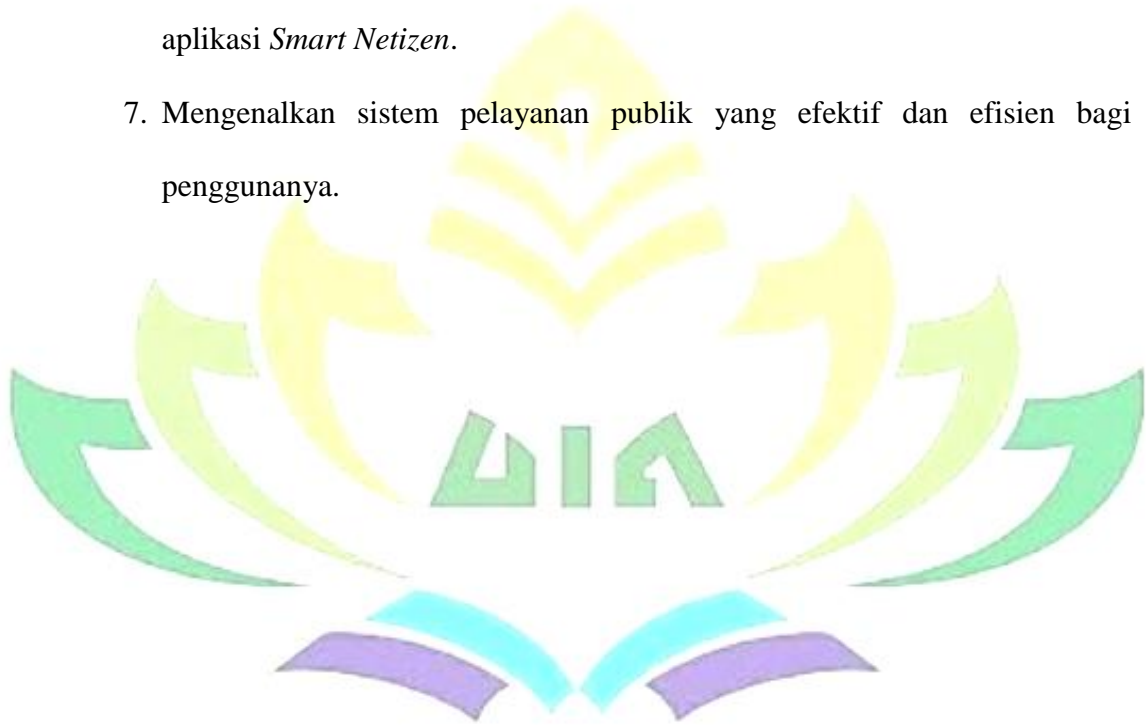 aplikasi Smart Netizen.
7. Mengenalkan sistem pelayanan publik yang efektif dan efisien bagi
penggunanya.
UIN